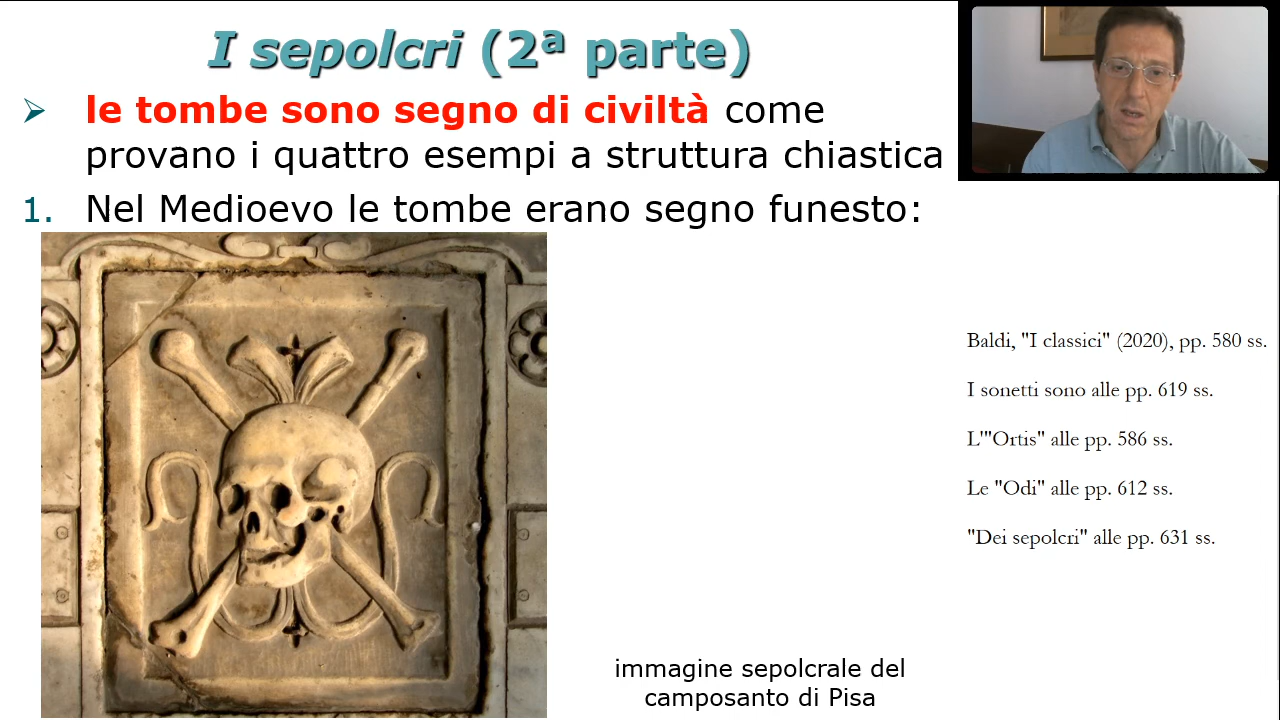 I sepolcri (2ª parte)
➢ le tombe sono segno di civiltà come
provano i quattro esempi a struttura chiastica
1. Nel Medioevo le tombe erano segno funesto:
Baldi, "I classici" (2020), pp. 580 ss.
I sonetti sono alle pp. 619 ss.
L'"Ortis" alle pp. 586 ss.
Le "Odi" alle pp. 612 ss.
"Dei sepolcri" alle pp. 631 ss.
immagine sepolcrale del
camposanto di Pisa